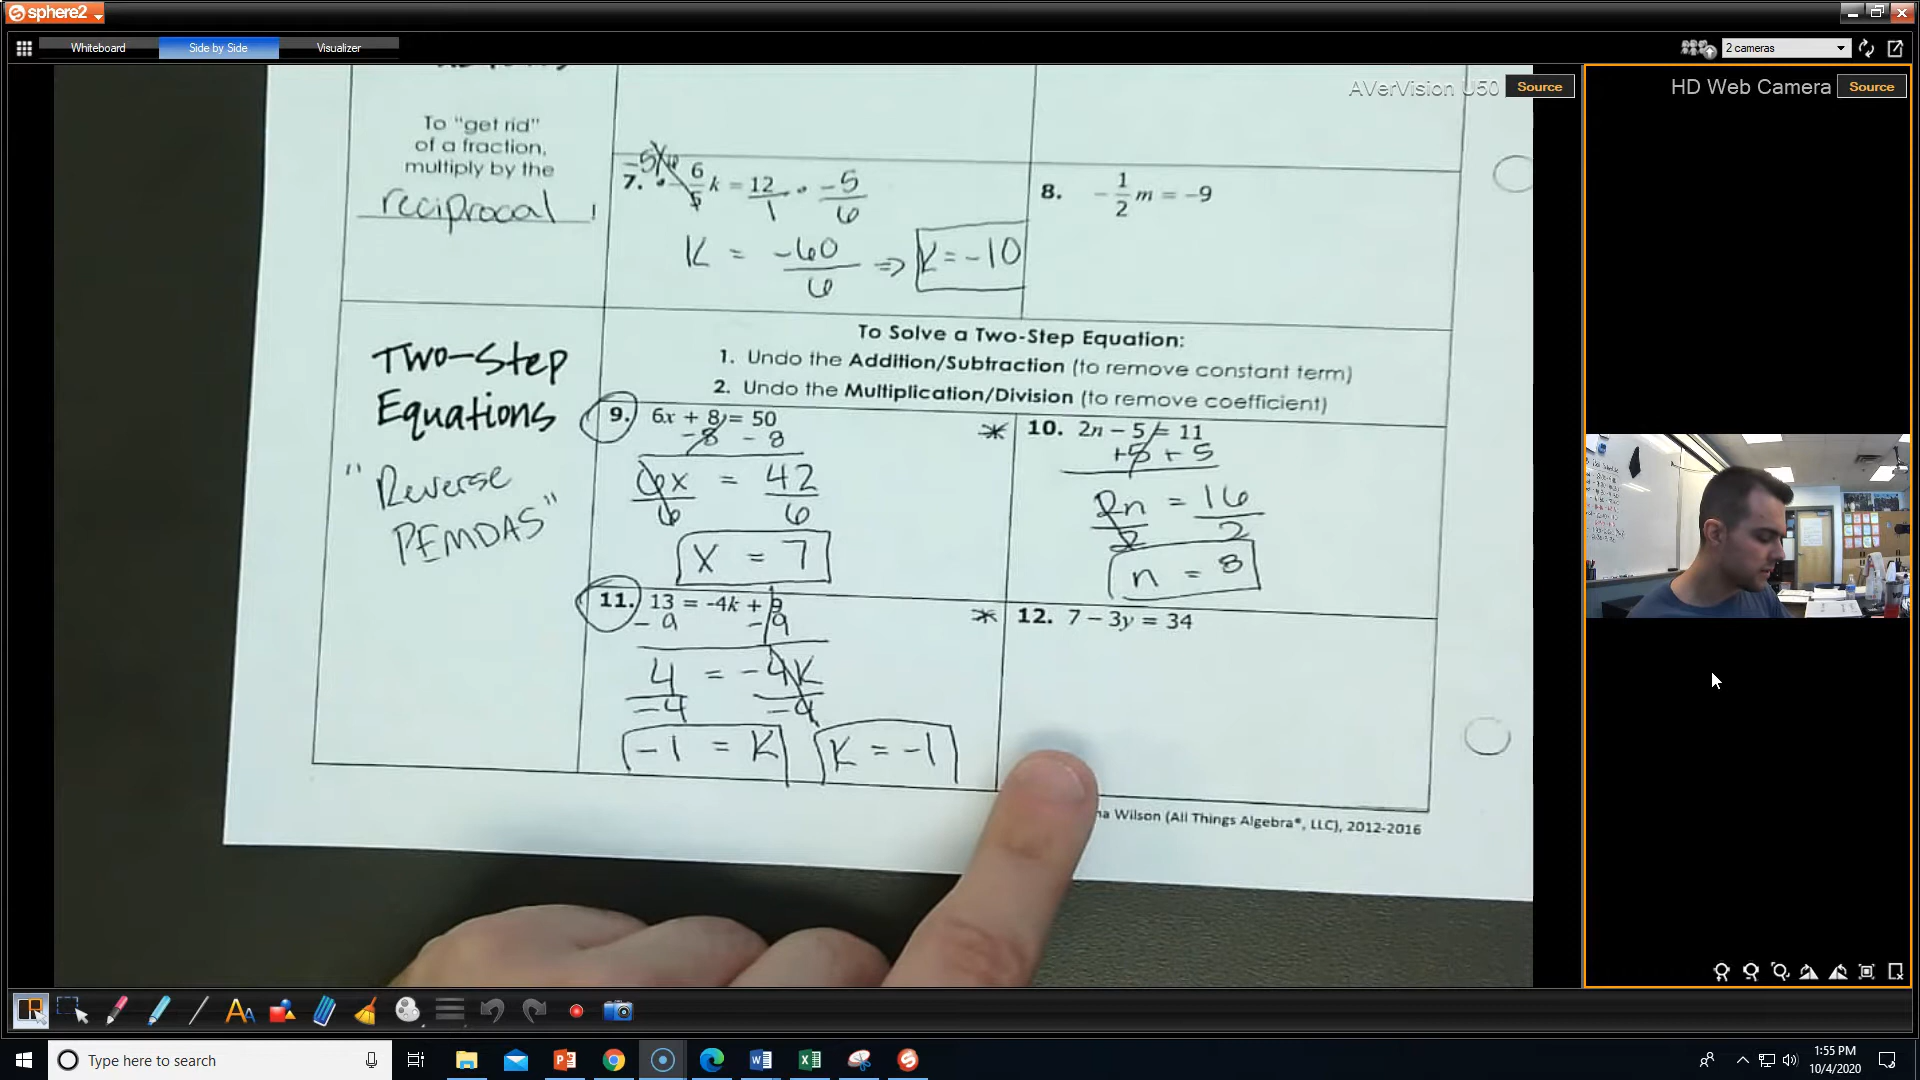 sphere2
Whiteboard
Side by Side
Visualizer
2 cameras
AVerVision U50
Source
HD Web Camera
Source
To "get rid"
of a fraction,
multiply by the
reciprocal !
7. - 6/5 k = 12/1 · -5/6
K = -60/6 ⇒ K = -10
8. - 1/2 m = -9
Two-Step
Equations
"Reverse
PEMDAS"
To Solve a Two-Step Equation:
1. Undo the Addition/Subtraction (to remove constant term)
2. Undo the Multiplication/Division (to remove coefficient)
9. 6x + 8 = 50
-8 -8
6x = 42
6 6
x = 7
* 10. 2n – 5 = 11
+5 +5
2n = 16
2 2
n = 8
11. 13 = -4k + 9
-9 -9
4 = -4K
-4 -4
-1 = K K = -1
* 12. 7 – 3y = 34
Wilson (All Things Algebra®, LLC), 2012-2016
Type here to search
1:55 PM
10/4/2020